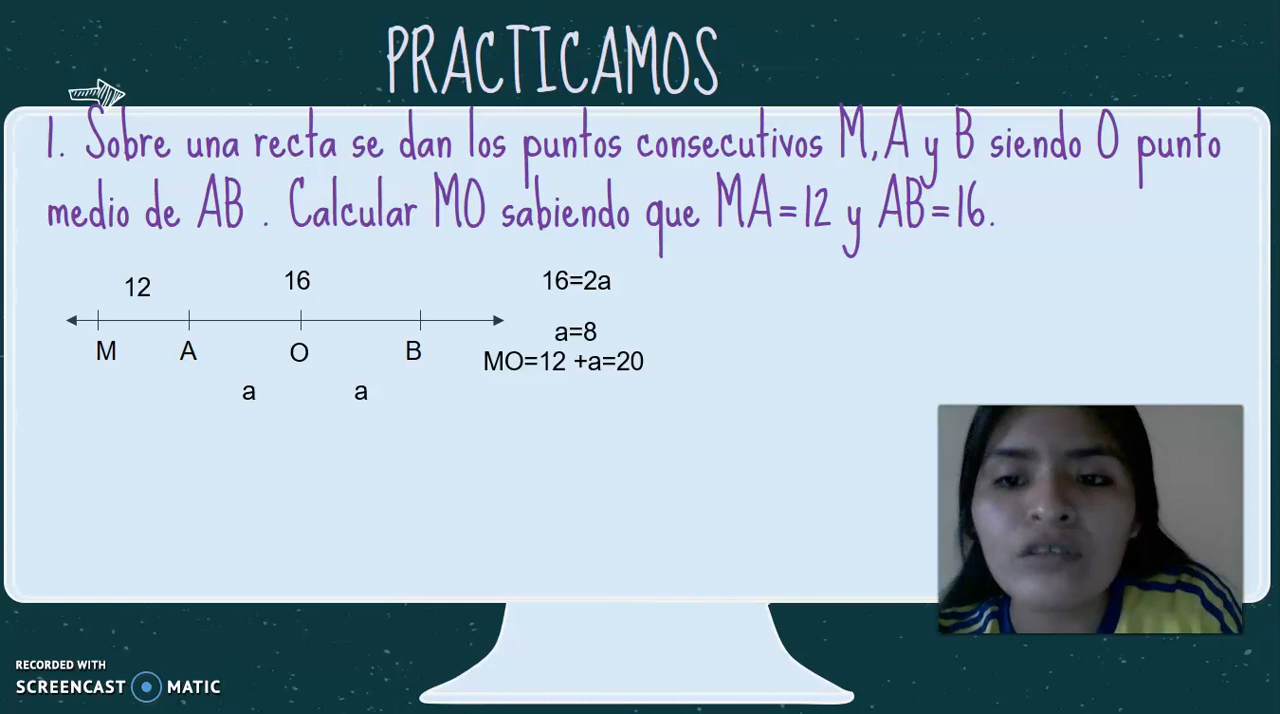 PRACTICAMOS
1. Sobre una recta se dan los puntos consecutivos M, A y B siendo O punto
medio de AB . Calcular MO sabiendo que MA=12 y AB=16.
12 16
M A O B
a a
16=2a
a=8
MO=12 +a=20
RECORDED WITH
SCREENCAST MATIC